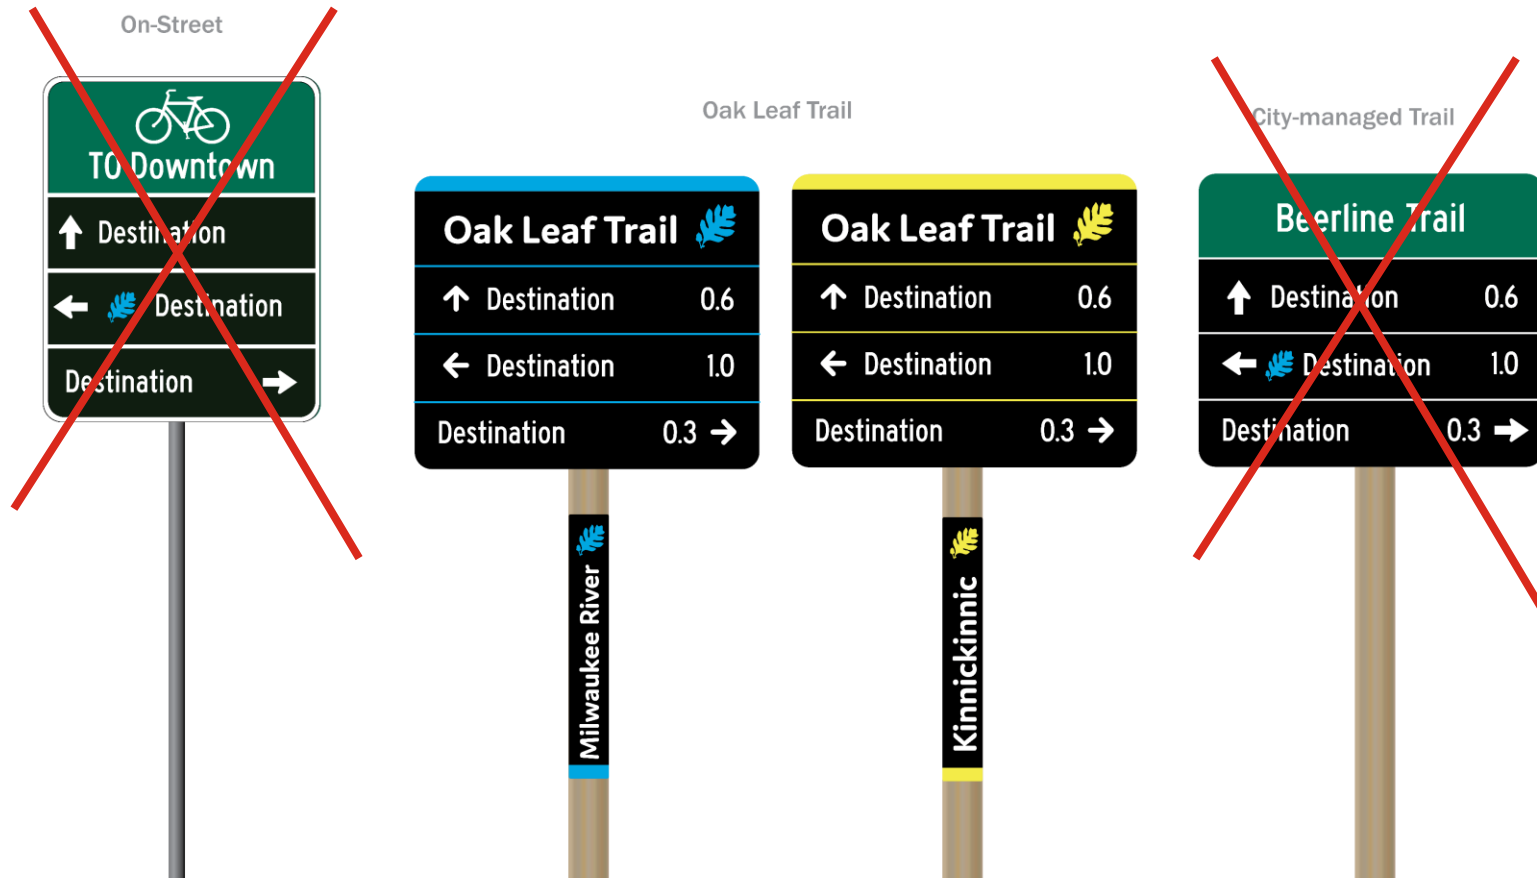 On-Street
TO Downtown
Destination
Destination
Destination
Oak Leaf Trail
Oak Leaf Trail
Destination 0.6
Destination 1.0
Destination 0.3
Milwaukee River
Oak Leaf Trail
Destination 0.6
Destination 1.0
Destination 0.3
Kinnickinnic
City-managed Trail
Beerline Trail
Destination 0.6
Destination 1.0
Destination 0.3